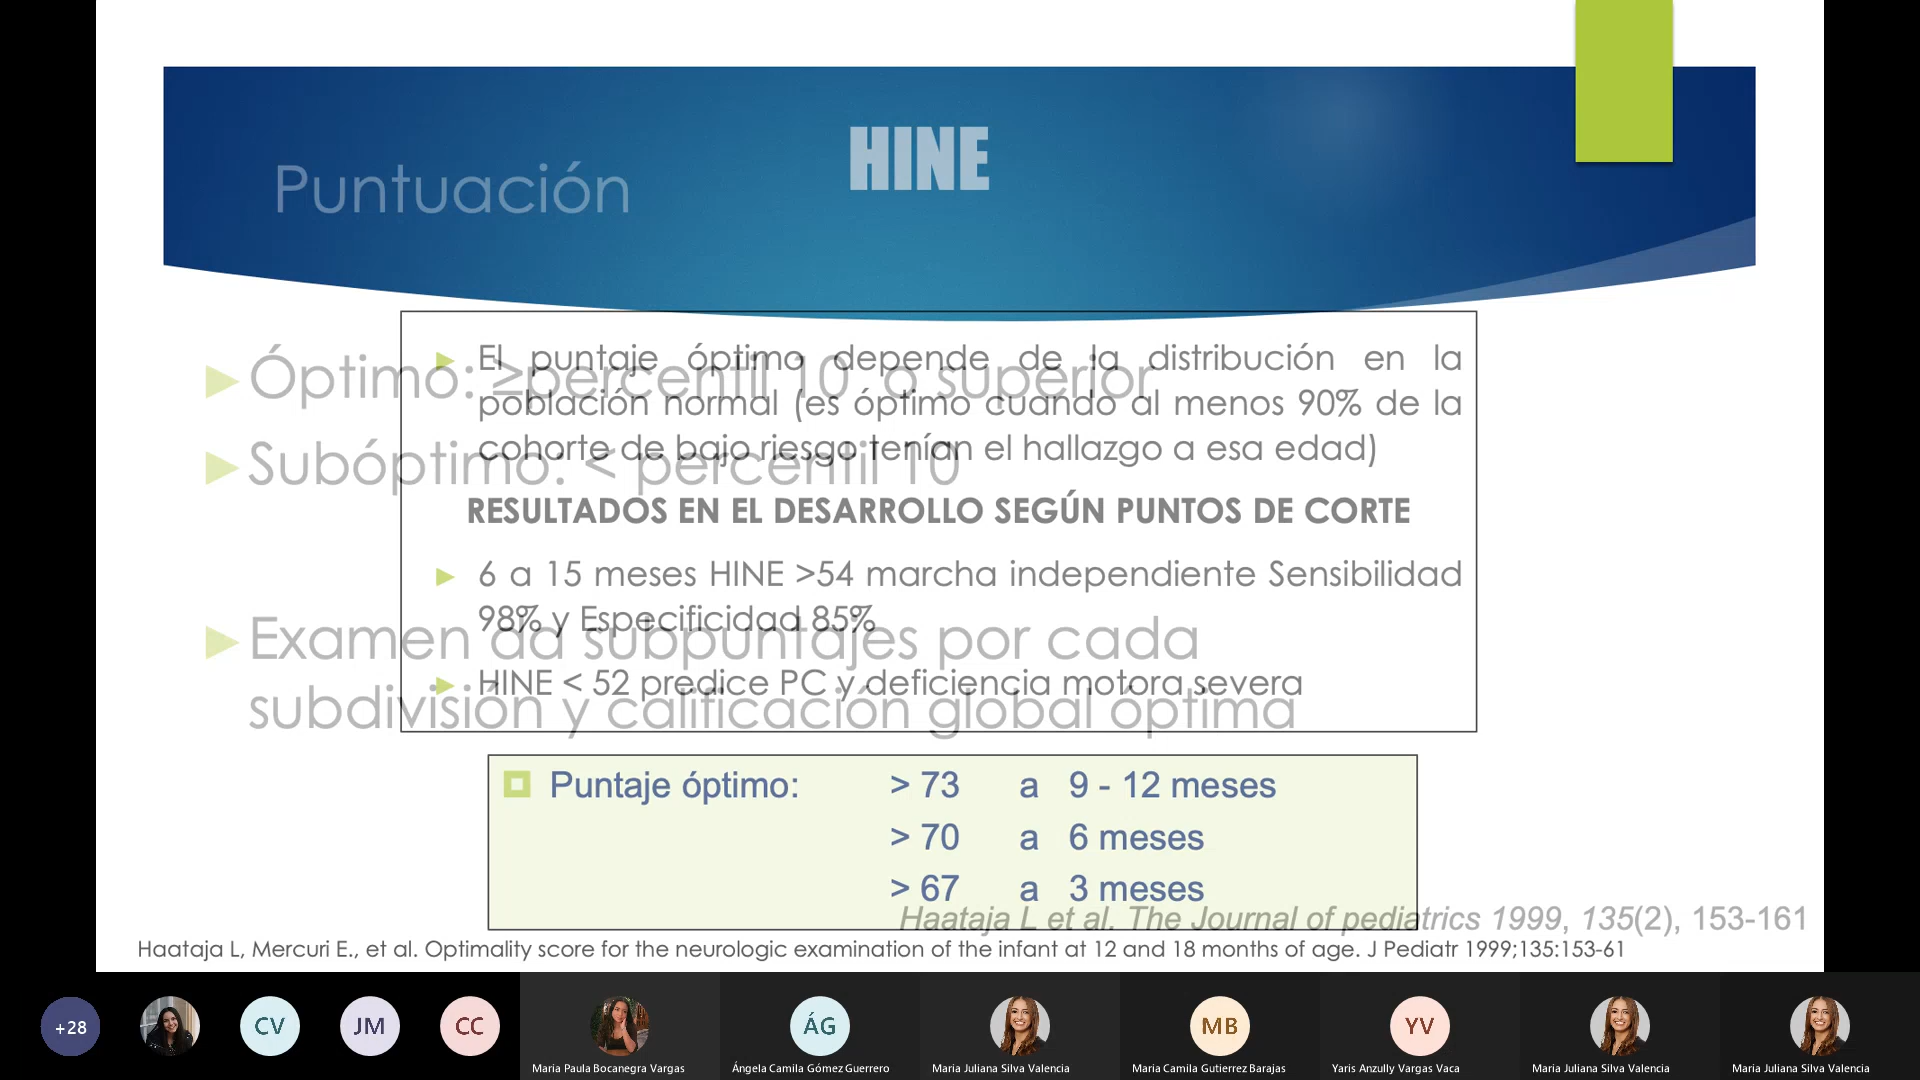 HINE
Puntuación
El puntaje óptimo depende de la distribución en la
población normal (es óptimo cuando al menos 90% de la
cohorte de bajo riesgo tenían el hallazgo a esa edad)
RESULTADOS EN EL DESARROLLO SEGÚN PUNTOS DE CORTE
6 a 15 meses HINE >54 marcha independiente Sensibilidad
98% y Especificidad 85%
HINE < 52 predice PC y deficiencia motora severa
Óptimo: ≥percentil 10 o superior
Subóptimo: < percentil 10
Examen da subpuntajes por cada
subdivisión y calificación global óptima
Puntaje óptimo: > 73 a 9 - 12 meses
> 70 a 6 meses
> 67 a 3 meses
Haataja L et al. The Journal of pediatrics 1999, 135(2), 153-161
Haataja L, Mercuri E., et al. Optimality score for the neurologic examination of the infant at 12 and 18 months of age. J Pediatr 1999;135:153-61
+28
CV
JM
CC
ÁG
MB
YV
Maria Paula Bocanegra Vargas
Ángela Camila Gómez Guerrero
Maria Juliana Silva Valencia
Maria Camila Gutierrez Barajas
Yaris Anzully Vargas Vaca
Maria Juliana Silva Valencia
Maria Juliana Silva Valencia